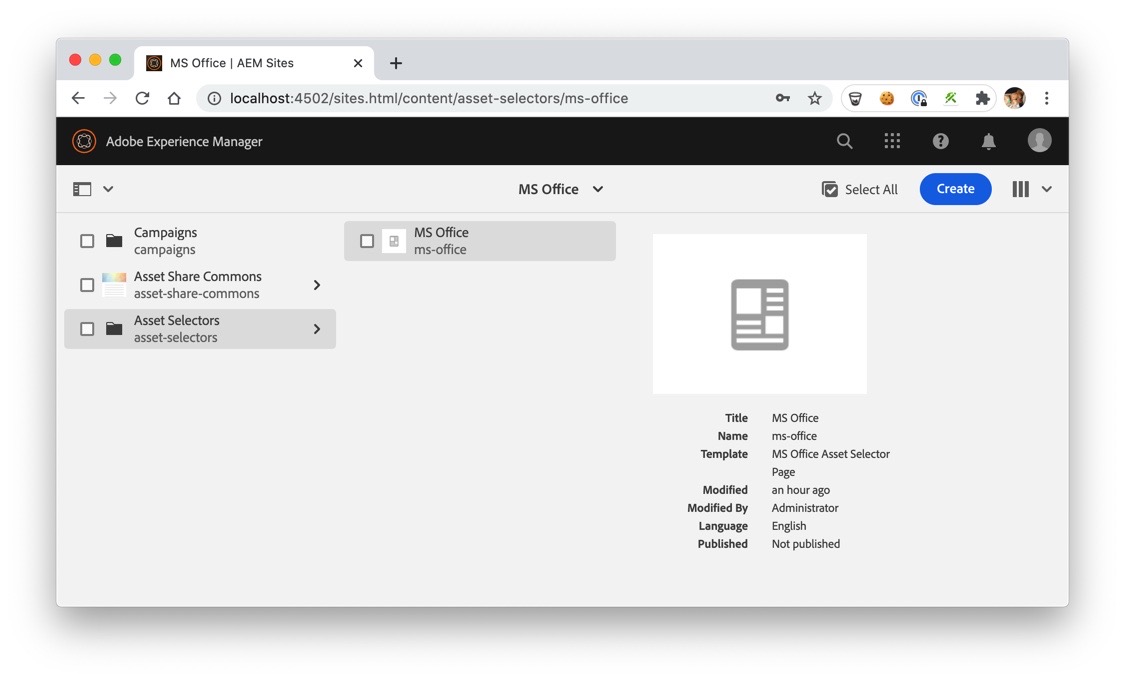 MS Office | AEM Sites
localhost:4502/sites.html/content/asset-selectors/ms-office
Adobe Experience Manager
MS Office
Select All
Create
Campaigns
campaigns
Asset Share Commons
asset-share-commons
Asset Selectors
asset-selectors
MS Office
ms-office
Title MS Office
Name ms-office
Template MS Office Asset Selector
Page
Modified an hour ago
Modified By Administrator
Language English
Published Not published